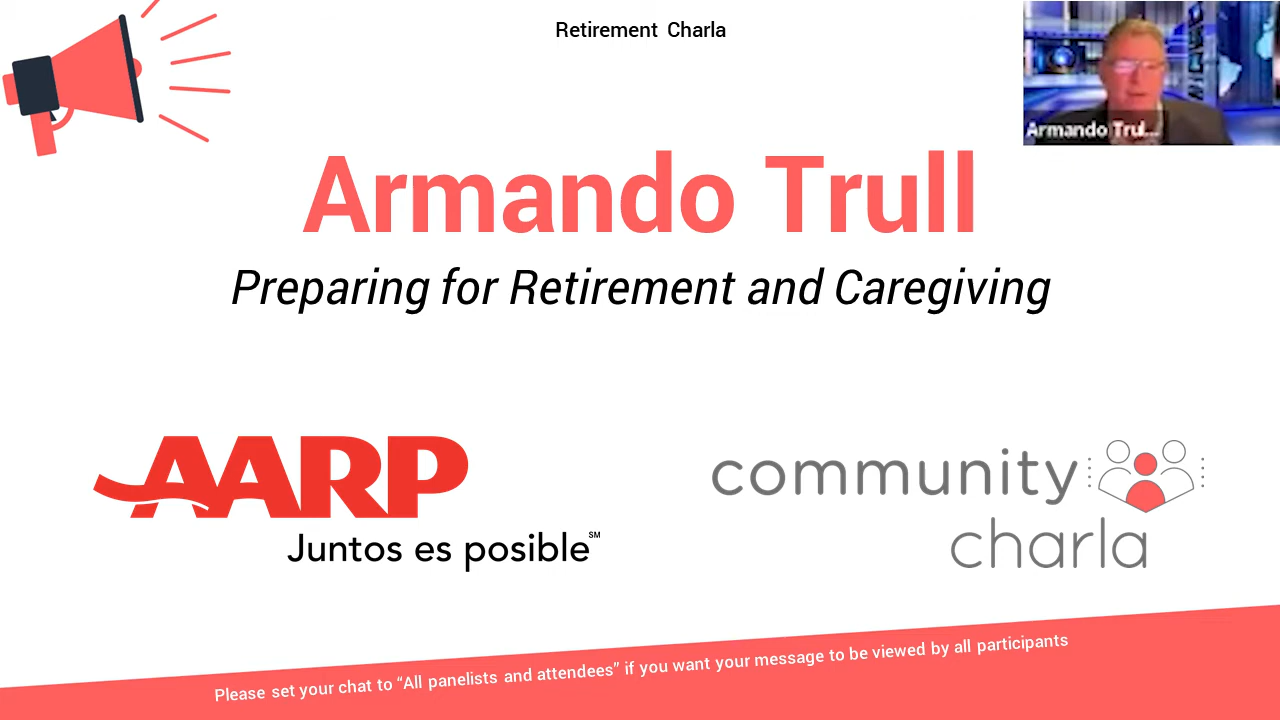 Retirement Charla
Armando Trul...
Armando Trull
Preparing for Retirement and Caregiving
AARP
Juntos es posible℠
community
charla
Please set your chat to “All panelists and attendees” if you want your message to be viewed by all participants